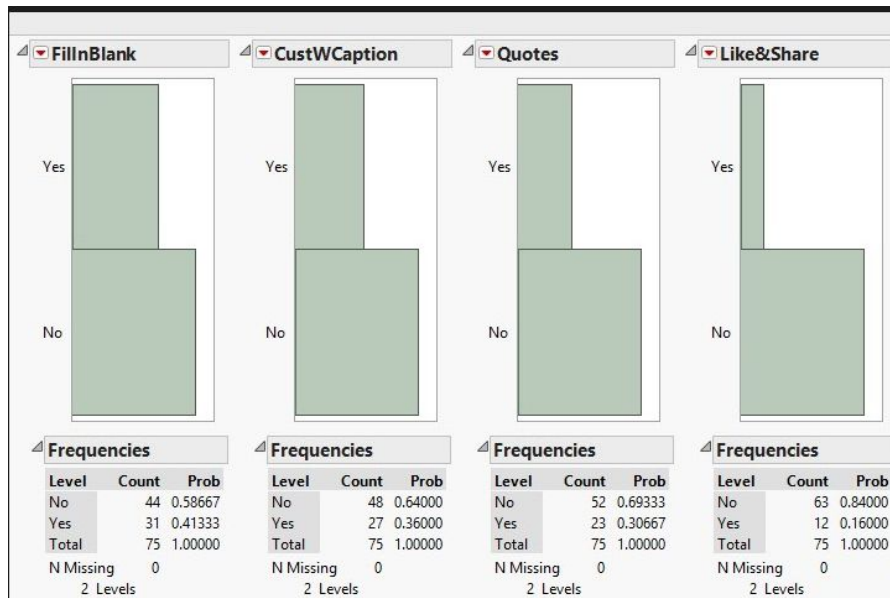 FillInBlank
Yes
No
Frequencies
Level Count Prob
No 44 0.58667
Yes 31 0.41333
Total 75 1.00000
N Missing 0
2 Levels
CustWCaption
Yes
No
Frequencies
Level Count Prob
No 48 0.64000
Yes 27 0.36000
Total 75 1.00000
N Missing 0
2 Levels
Quotes
Yes
No
Frequencies
Level Count Prob
No 52 0.69333
Yes 23 0.30667
Total 75 1.00000
N Missing 0
2 Levels
Like&Share
Yes
No
Frequencies
Level Count Prob
No 63 0.84000
Yes 12 0.16000
Total 75 1.00000
N Missing 0
2 Levels